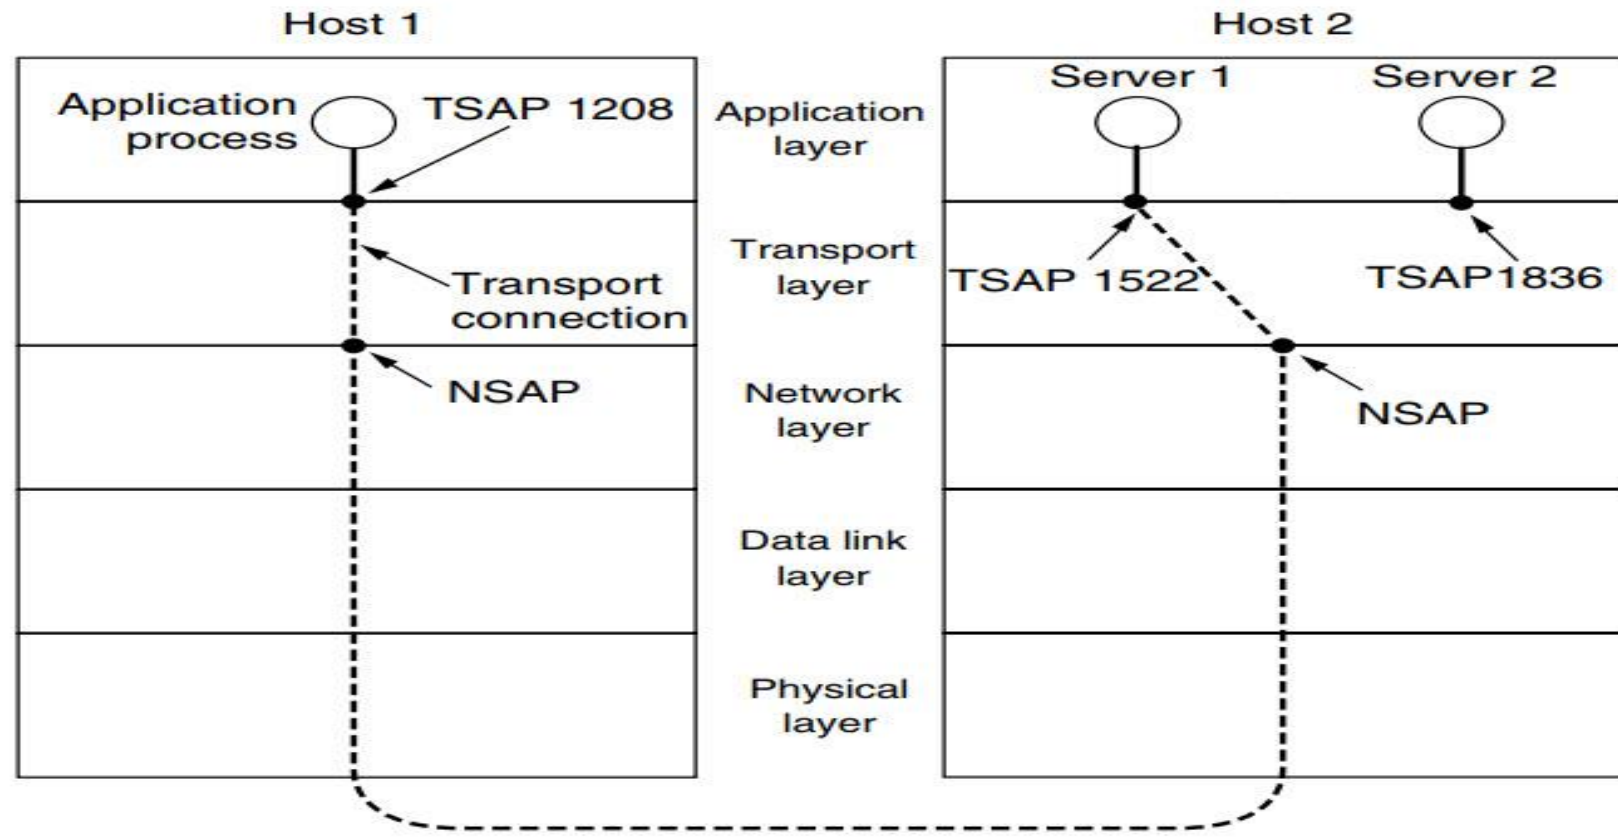 Host 1
Host 2
Application
process
TSAP 1208
Application
layer
Server 1
Server 2
Transport
connection
Transport
layer
TSAP 1522
TSAP1836
NSAP
Network
layer
NSAP
Data link
layer
Physical
layer